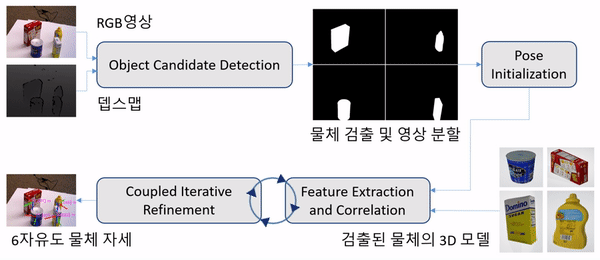 RGB영상
Object Candidate Detection
뎁스맵
Pose
Initialization
물체 검출 및 영상 분할
Coupled Iterative
Refinement
Feature Extraction
and Correlation
6자유도 물체 자세
검출된 물체의 3D 모델
Domino
SUGAR